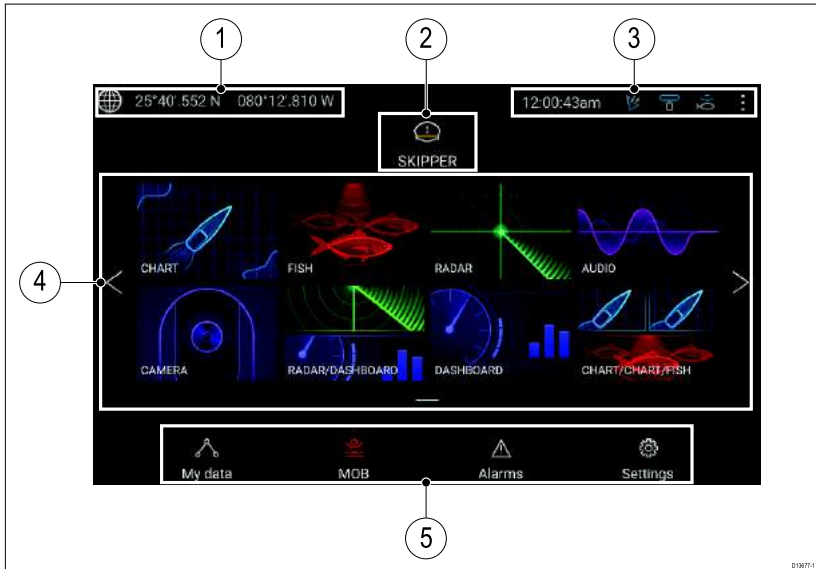 1
2
3
25°40'.552 N 080°12'.810 W
12:00:43am
SKIPPER
4
CHART
FISH
RADAR
AUDIO
CAMERA
RADAR/DASHBOARD
DASHBOARD
CHART/CHART/FISH
My data
MOB
Alarms
Settings
5
D13677-1